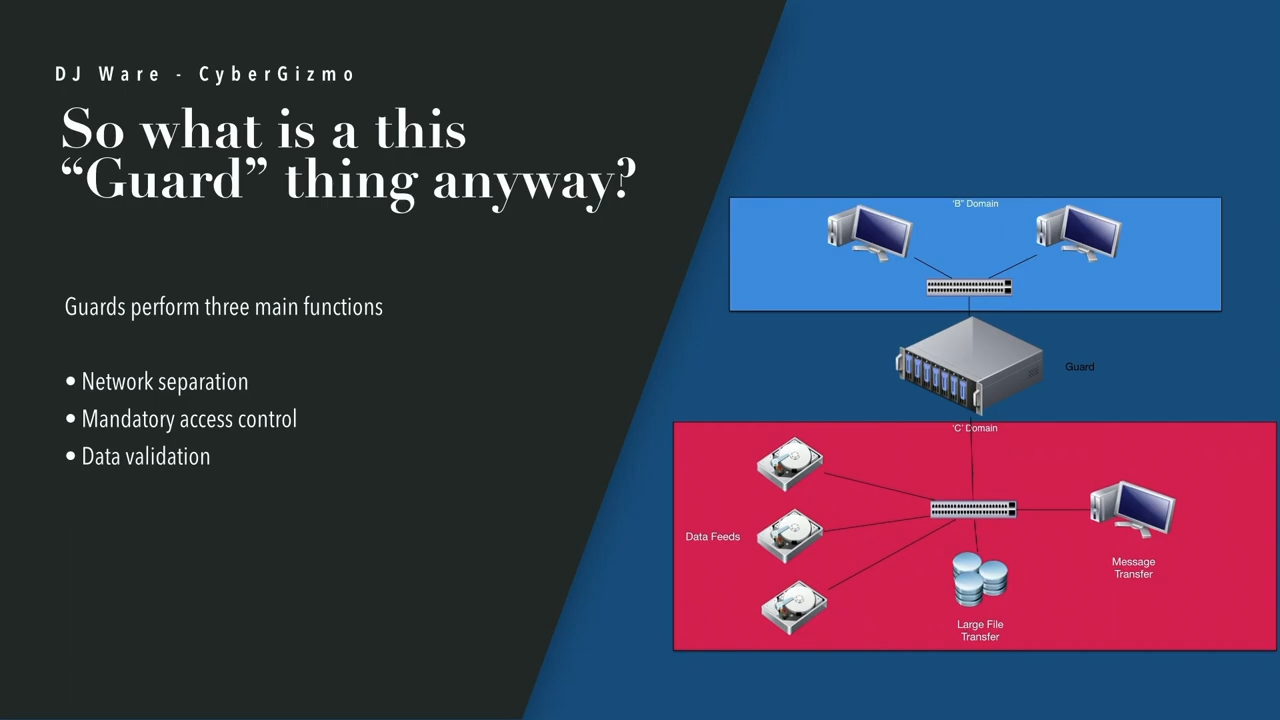 DJ Ware - CyberGizmo
So what is a this
“Guard” thing anyway?
Guards perform three main functions
• Network separation
• Mandatory access control
• Data validation
‘B” Domain
Guard
‘C’ Domain
Data Feeds
Message
Transfer
Large File
Transfer